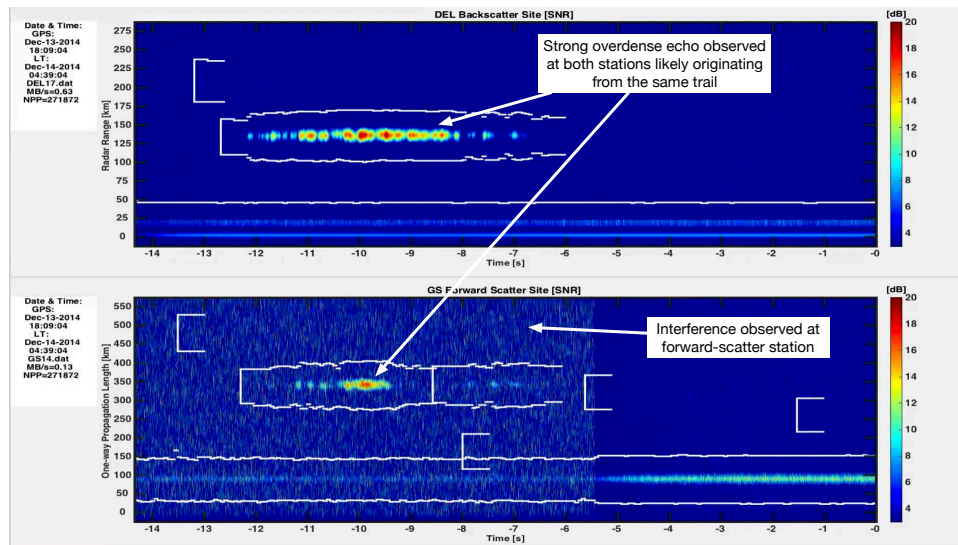 DEL Backscatter Site [SNR]
[dB]
Date & Time:
GPS:
Dec-13-2014
18:09:04
LT:
Dec-14-2014
04:39:04
DEL17.dat
MB/s=0.63
NPP=271872
Radar Range [km]
275
250
225
200
175
150
125
100
75
50
25
0
Strong overdense echo observed
at both stations likely originating
from the same trail
20
18
16
14
12
10
8
6
4
-14 -13 -12 -11 -10 -9 -8 -7 -6 -5 -4 -3 -2 -1 -0
Time [s]
GS Forward Scatter Site [SNR]
[dB]
Date & Time:
GPS:
Dec-13-2014
18:09:04
LT:
Dec-14-2014
04:39:04
GS14.dat
MB/s=0.13
NPP=271872
One-way Propagation Length [km]
550
500
450
400
350
300
250
200
150
100
50
0
Interference observed at
forward-scatter station
20
18
16
14
12
10
8
6
4
-14 -13 -12 -11 -10 -9 -8 -7 -6 -5 -4 -3 -2 -1 -0
Time [s]